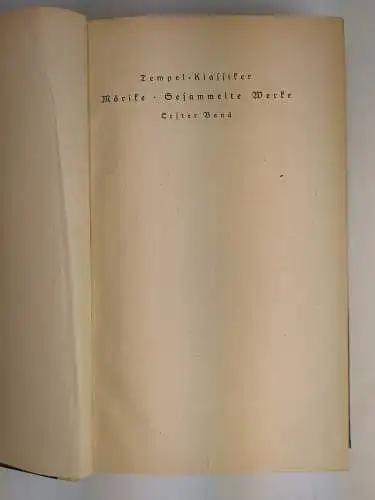 Tempel-Klassiker
Mörike · Gesammelte Werke
Erster Band